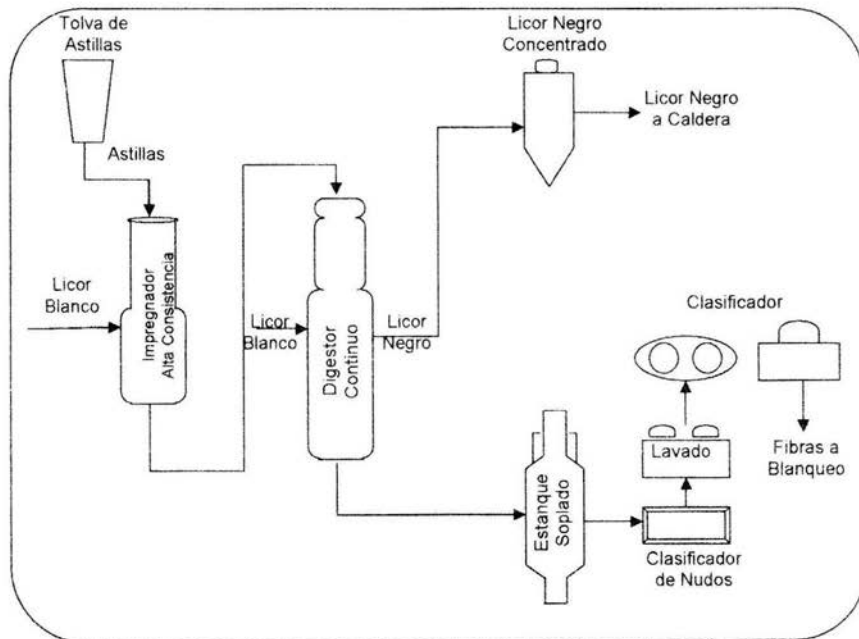 Tolva de
Astillas
Astillas
Licor
Blanco
Impregnador
Alta Consistencia
Licor
Blanco
Digestor
Continuo
Licor
Negro
Licor Negro
Concentrado
Licor Negro
a Caldera
Estanque
Soplado
Clasificador
Lavado
Clasificador
de Nudos
Fibras a
Blanqueo